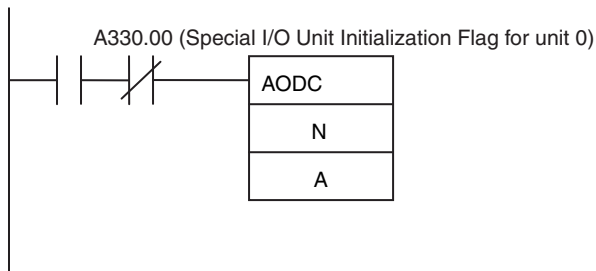 A330.00 (Special I/O Unit Initialization Flag for unit 0)
AODC
N
A